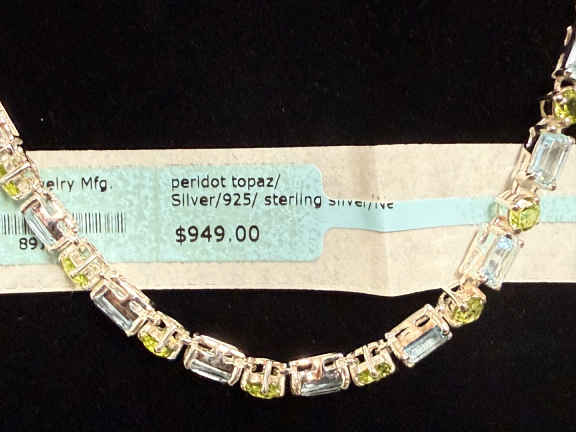 welry Mfg.
89
peridot topaz/
Silver/925/ sterling silver/Ne
$949.00